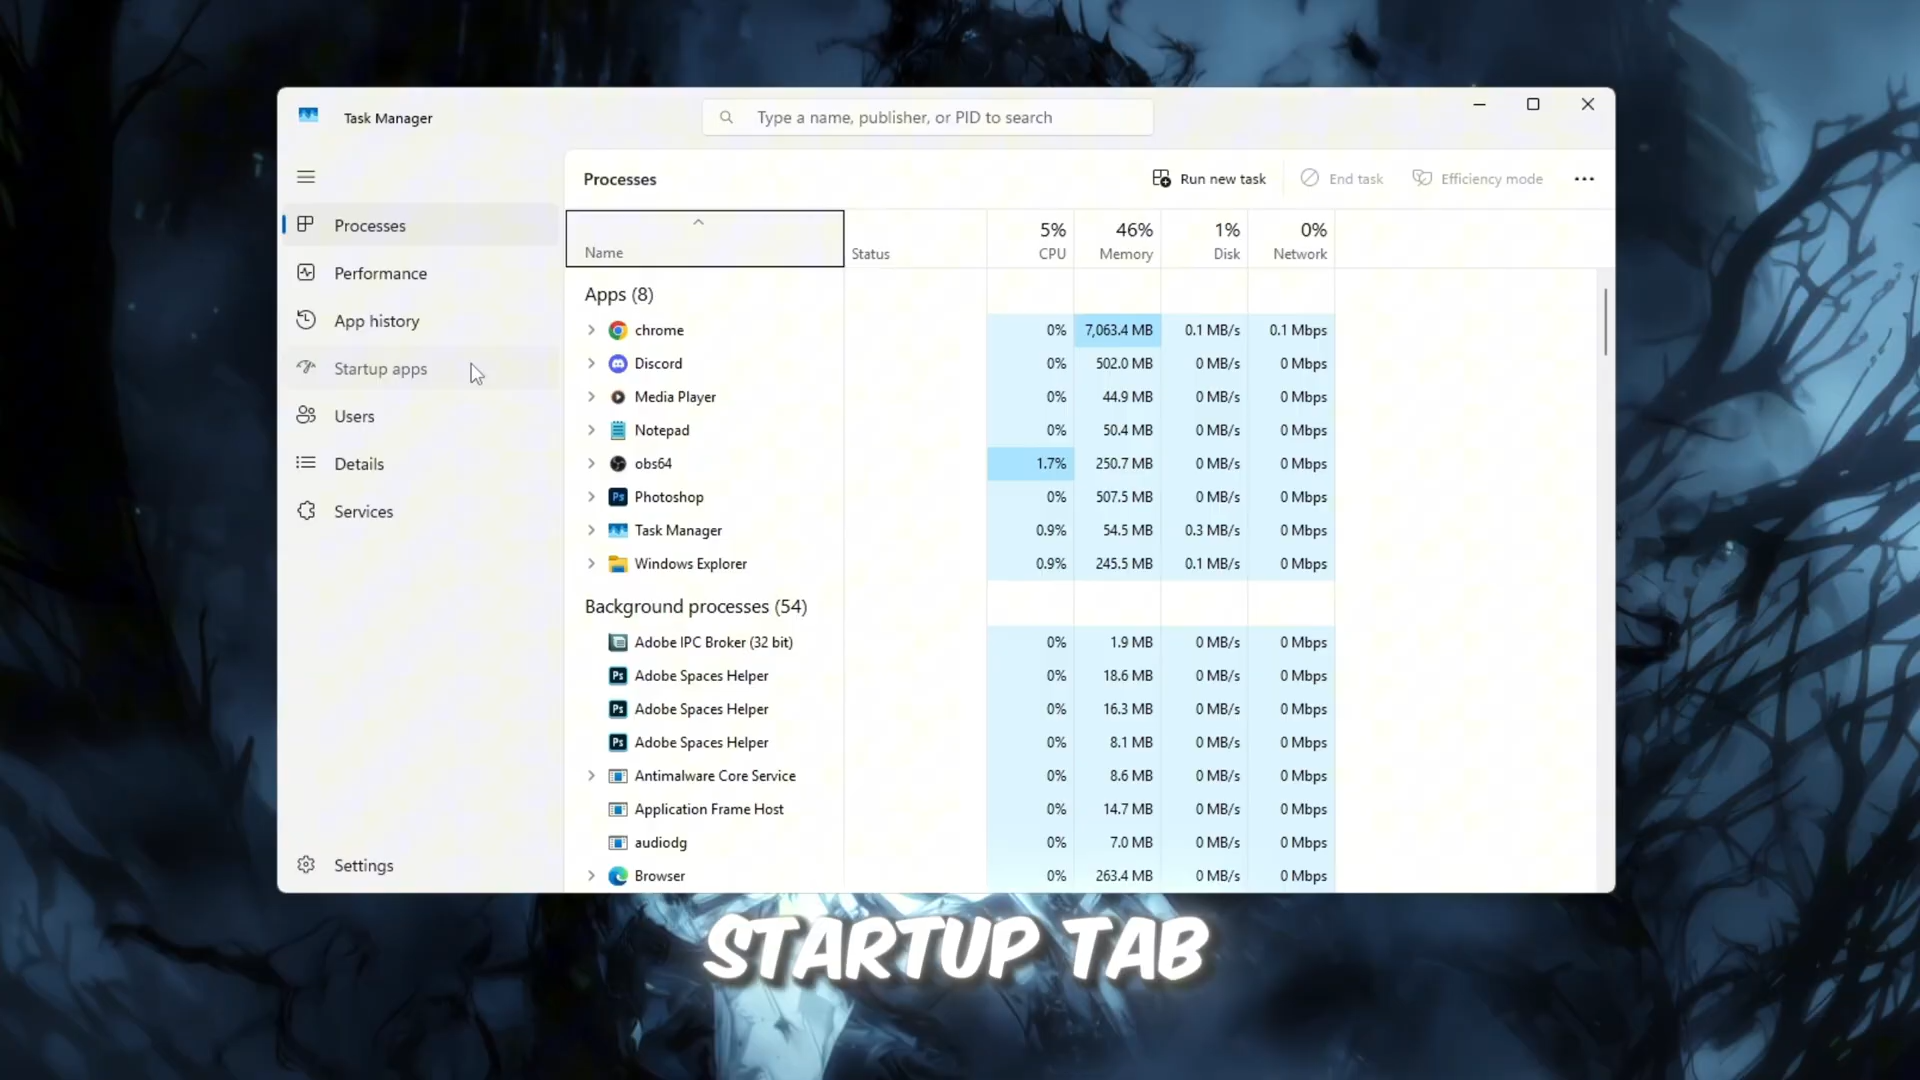 Task Manager
Type a name, publisher, or PID to search
Processes
Run new task
End task
Efficiency mode
Processes
Performance
App history
Startup apps
Users
Details
Services
Settings
Name Status 5% CPU 46% Memory 1% Disk 0% Network
Apps (8)
chrome 0% 7,063.4 MB 0.1 MB/s 0.1 Mbps
Discord 0% 502.0 MB 0 MB/s 0 Mbps
Media Player 0% 44.9 MB 0 MB/s 0 Mbps
Notepad 0% 50.4 MB 0 MB/s 0 Mbps
obs64 1.7% 250.7 MB 0 MB/s 0 Mbps
Ps Photoshop 0% 507.5 MB 0 MB/s 0 Mbps
Task Manager 0.9% 54.5 MB 0.3 MB/s 0 Mbps
Windows Explorer 0.9% 245.5 MB 0.1 MB/s 0 Mbps
Background processes (54)
Adobe IPC Broker (32 bit) 0% 1.9 MB 0 MB/s 0 Mbps
Ps Adobe Spaces Helper 0% 18.6 MB 0 MB/s 0 Mbps
Ps Adobe Spaces Helper 0% 16.3 MB 0 MB/s 0 Mbps
Ps Adobe Spaces Helper 0% 8.1 MB 0 MB/s 0 Mbps
Antimalware Core Service 0% 8.6 MB 0 MB/s 0 Mbps
Application Frame Host 0% 14.7 MB 0 MB/s 0 Mbps
audiodg 0% 7.0 MB 0 MB/s 0 Mbps
Browser 0% 263.4 MB 0 MB/s 0 Mbps
STARTUP TAB